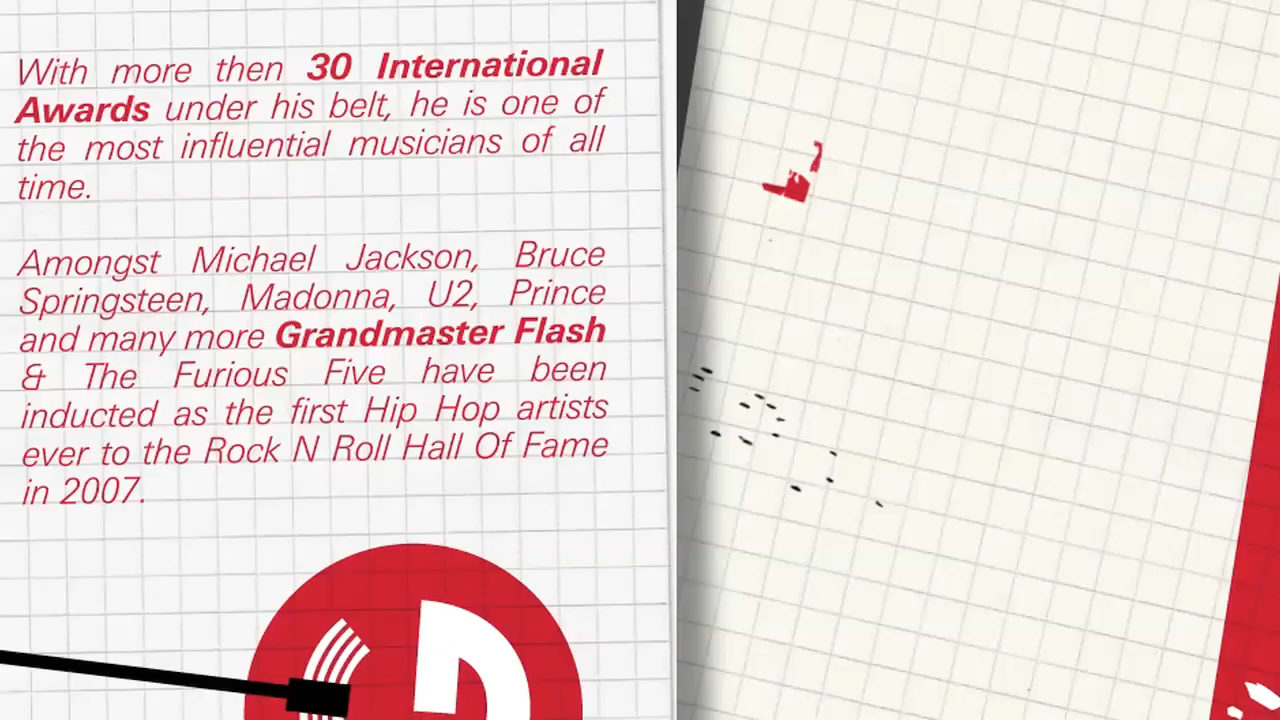 With more then 30 International
Awards under his belt, he is one of
the most influential musicians of all
time.
Amongst Michael Jackson, Bruce
Springsteen, Madonna, U2, Prince
and many more Grandmaster Flash
& The Furious Five have been
inducted as the first Hip Hop artists
ever to the Rock N Roll Hall Of Fame
in 2007.